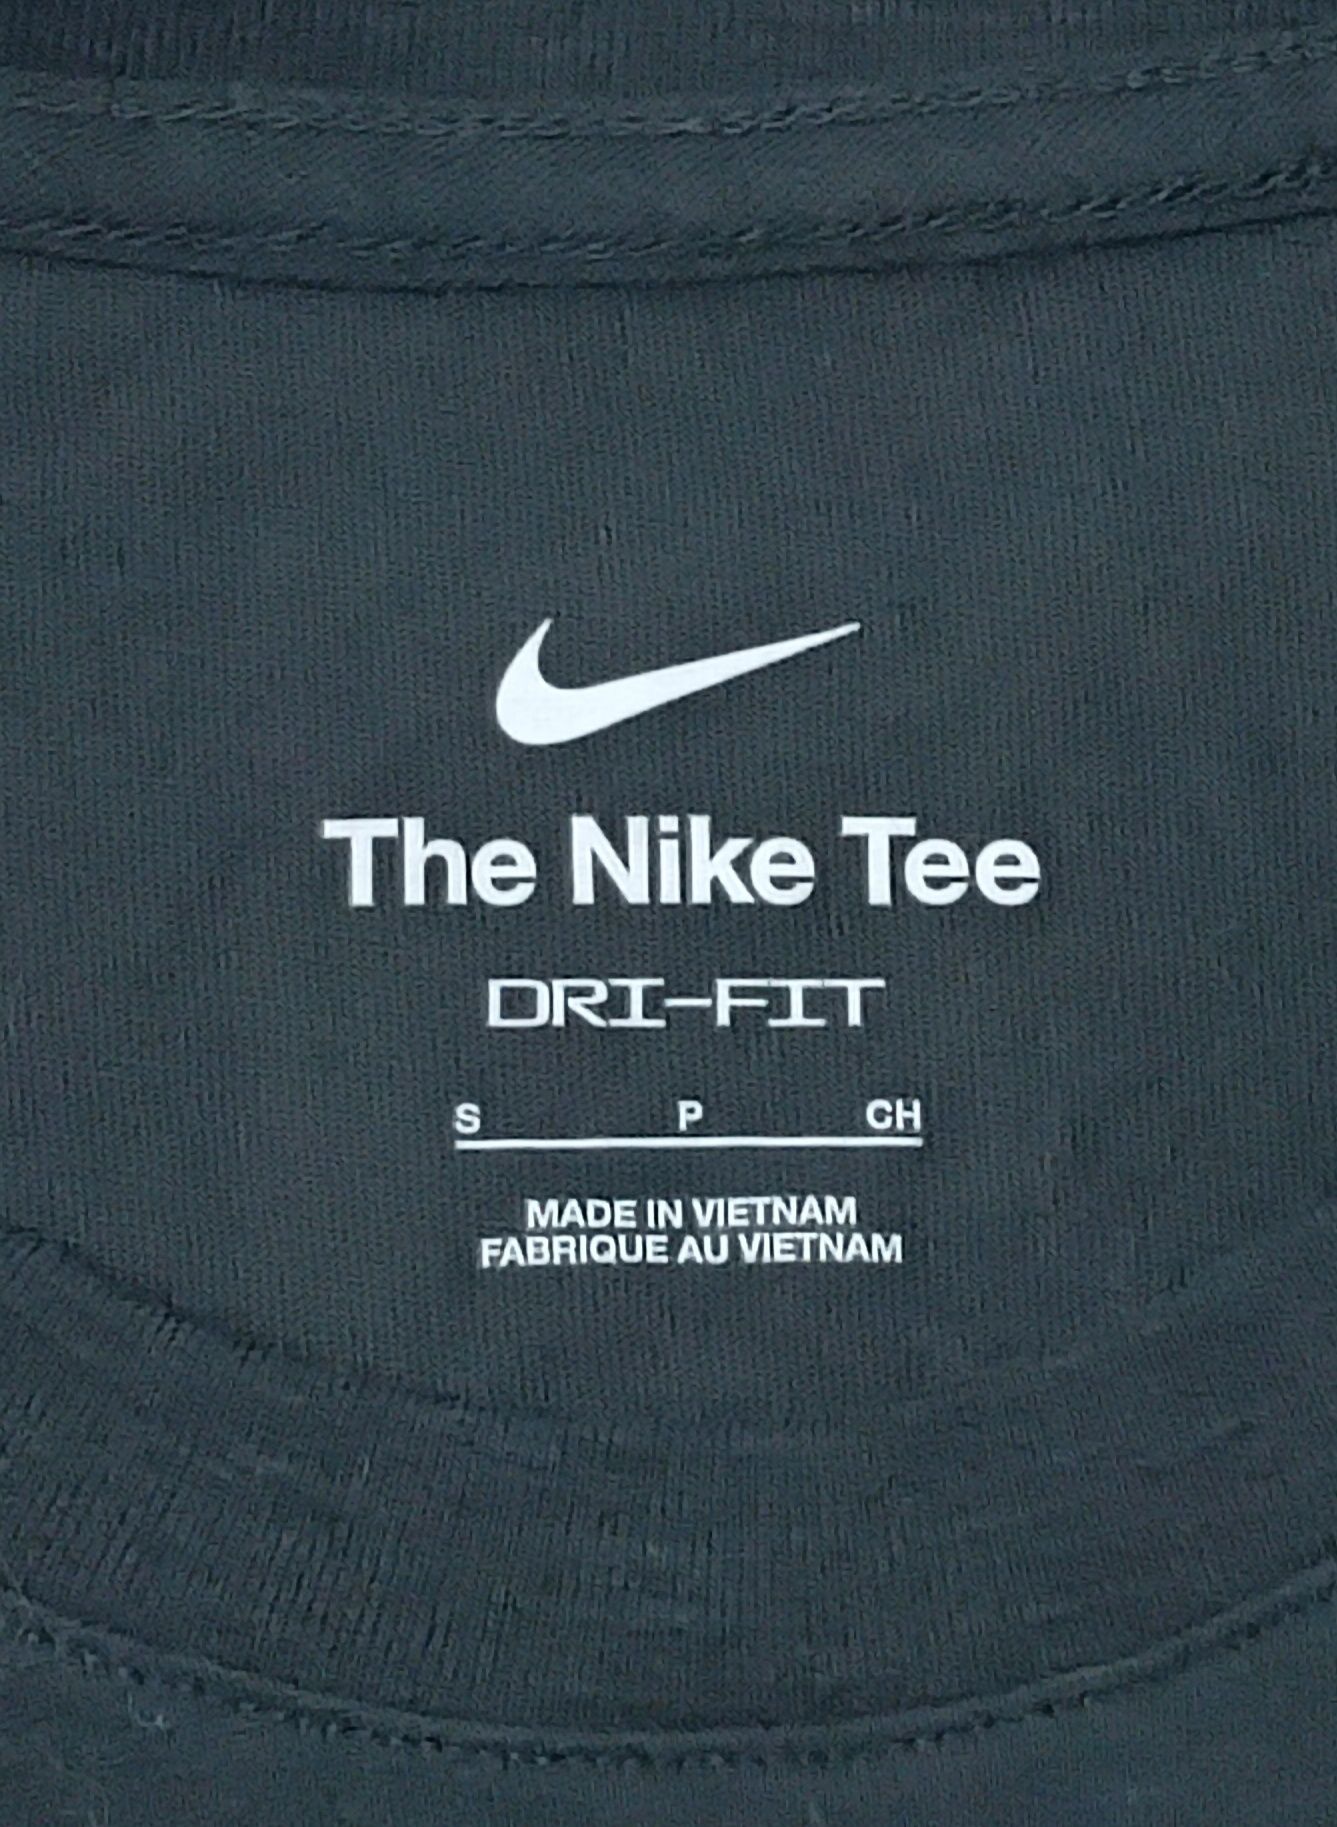 The Nike Tee
DRI-FIT
S P CH
MADE IN VIETNAM
FABRIQUE AU VIETNAM